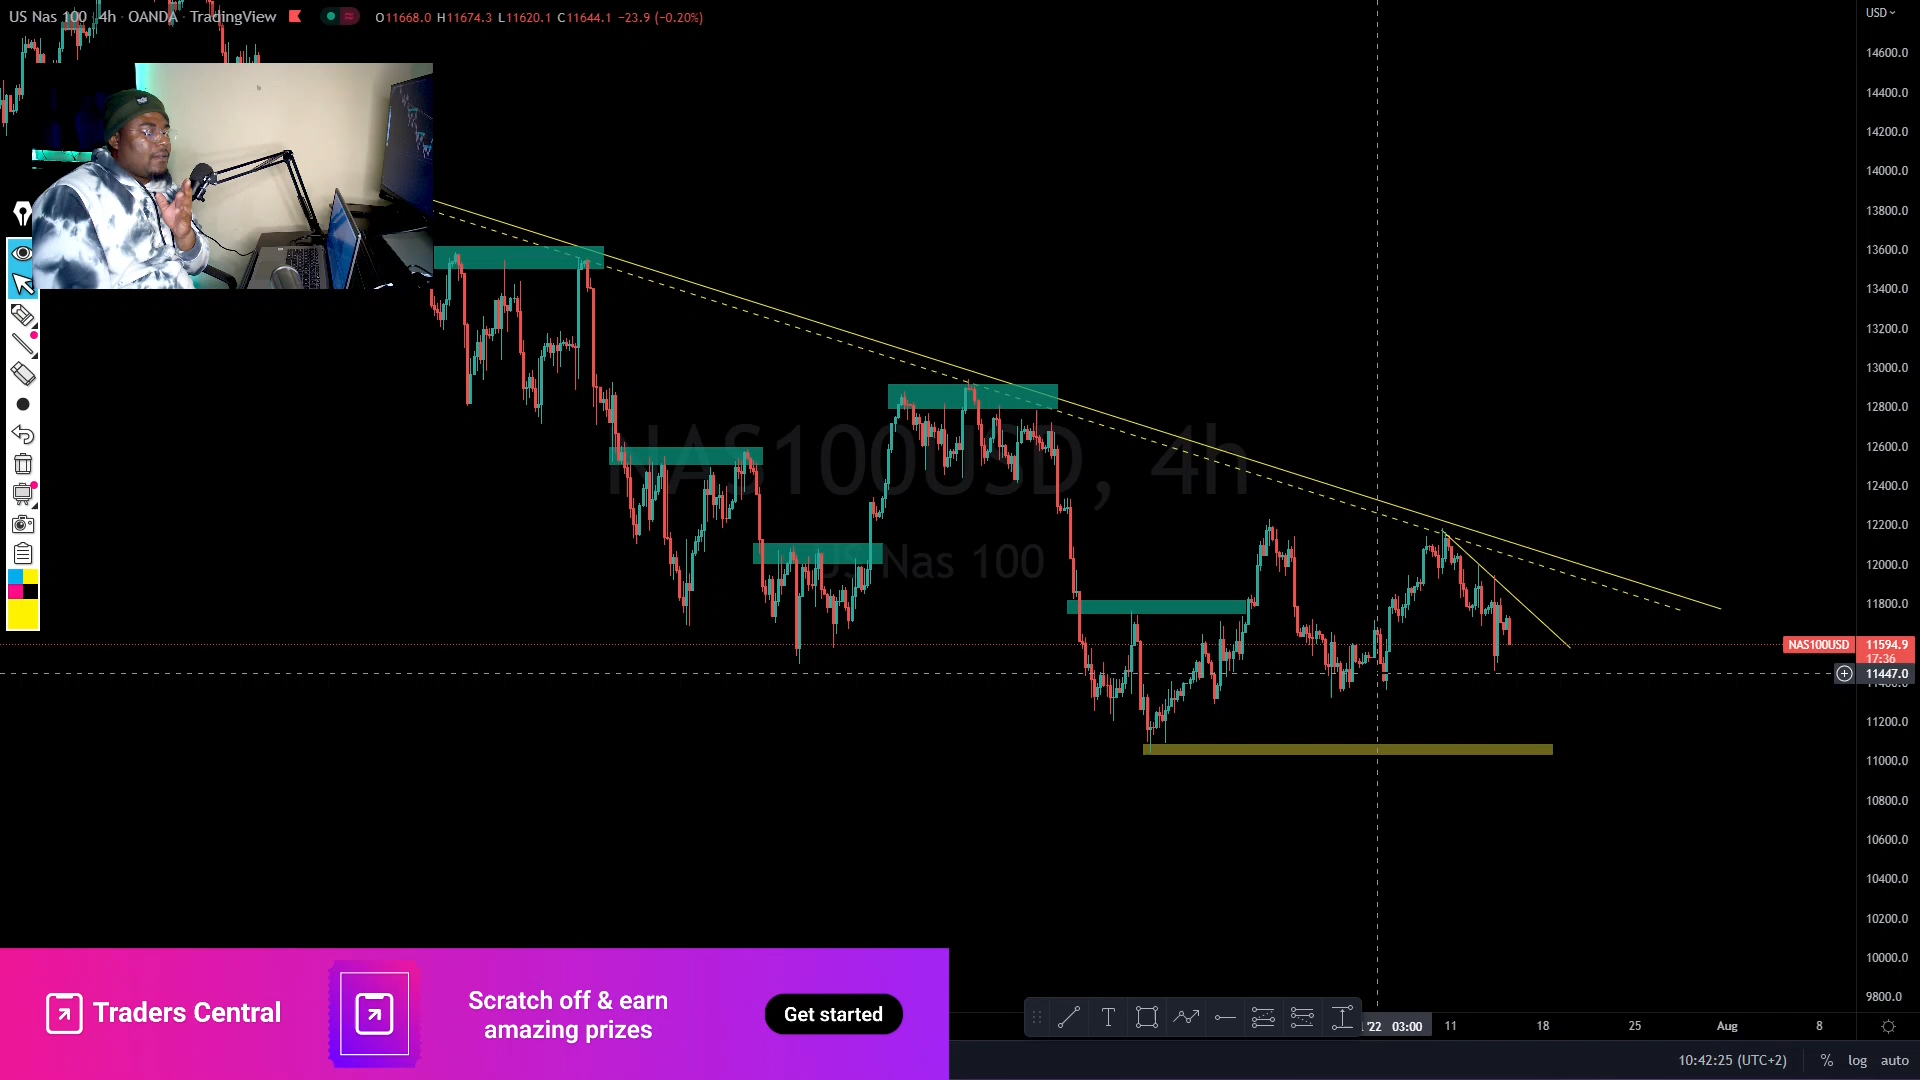 US Nas 100 · 4h · OANDA · TradingView
O11668.0 H11674.3 L11620.1 C11644.1 −23.9 (−0.20%)
USD
14600.0
14400.0
14200.0
14000.0
13800.0
13600.0
13400.0
13200.0
13000.0
12800.0
12600.0
12400.0
12200.0
12000.0
11800.0
NAS100USD 11594.9
17:36
11447.0
11200.0
11000.0
10800.0
10600.0
10400.0
10200.0
10000.0
9800.0
NAS100USD, 4h
US Nas 100
Traders Central
Scratch off & earn
amazing prizes
Get started
T
'22 03:00
11
18
25
Aug
8
10:42:25 (UTC+2)
%
log
auto